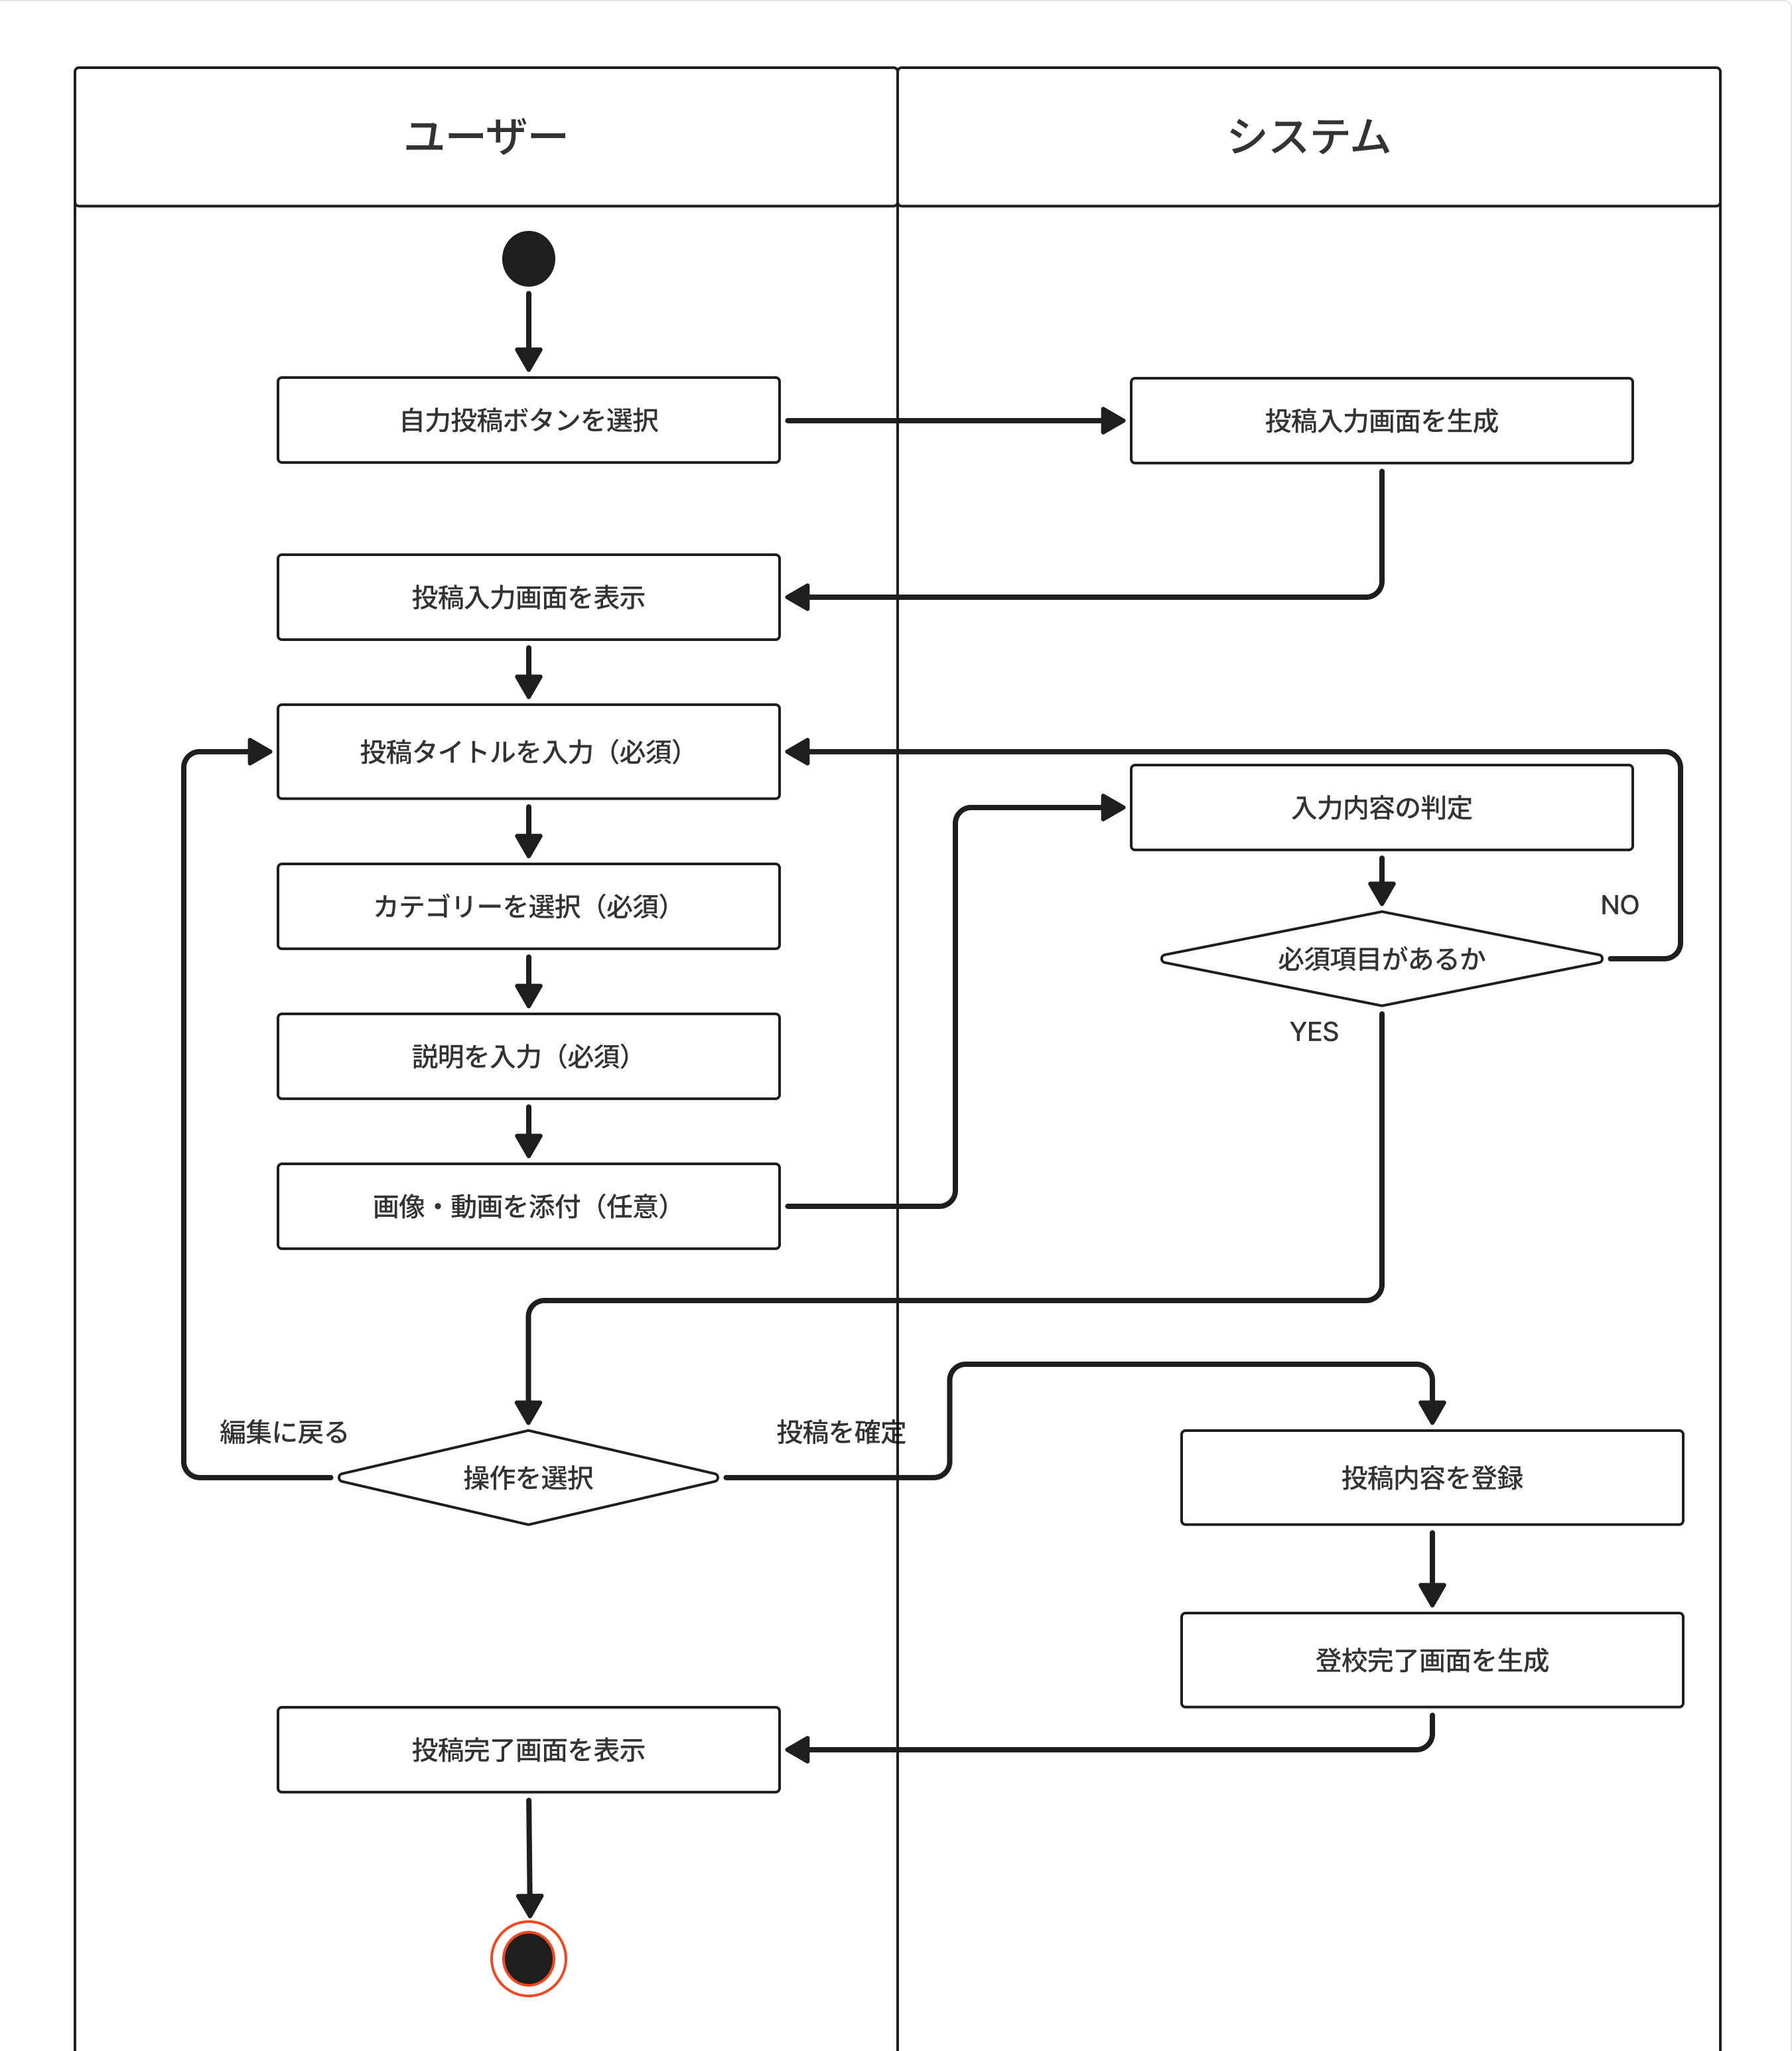 ユーザー
システム
自力投稿ボタンを選択
投稿入力画面を生成
投稿入力画面を表示
投稿タイトルを入力（必須）
入力内容の判定
カテゴリーを選択（必須）
NO
必須項目があるか
YES
説明を入力（必須）
画像・動画を添付（任意）
編集に戻る
投稿を確定
操作を選択
投稿内容を登録
登校完了画面を生成
投稿完了画面を表示